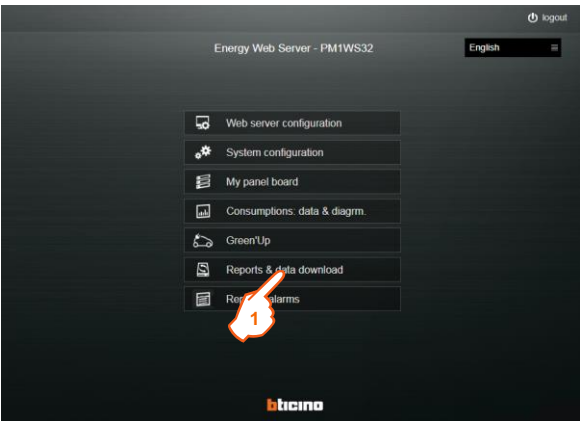 logout
Energy Web Server - PM1WS32
English
Web server configuration
System configuration
My panel board
Consumptions: data & diagrm.
Green'Up
Reports & data download
alarms
1
bticino